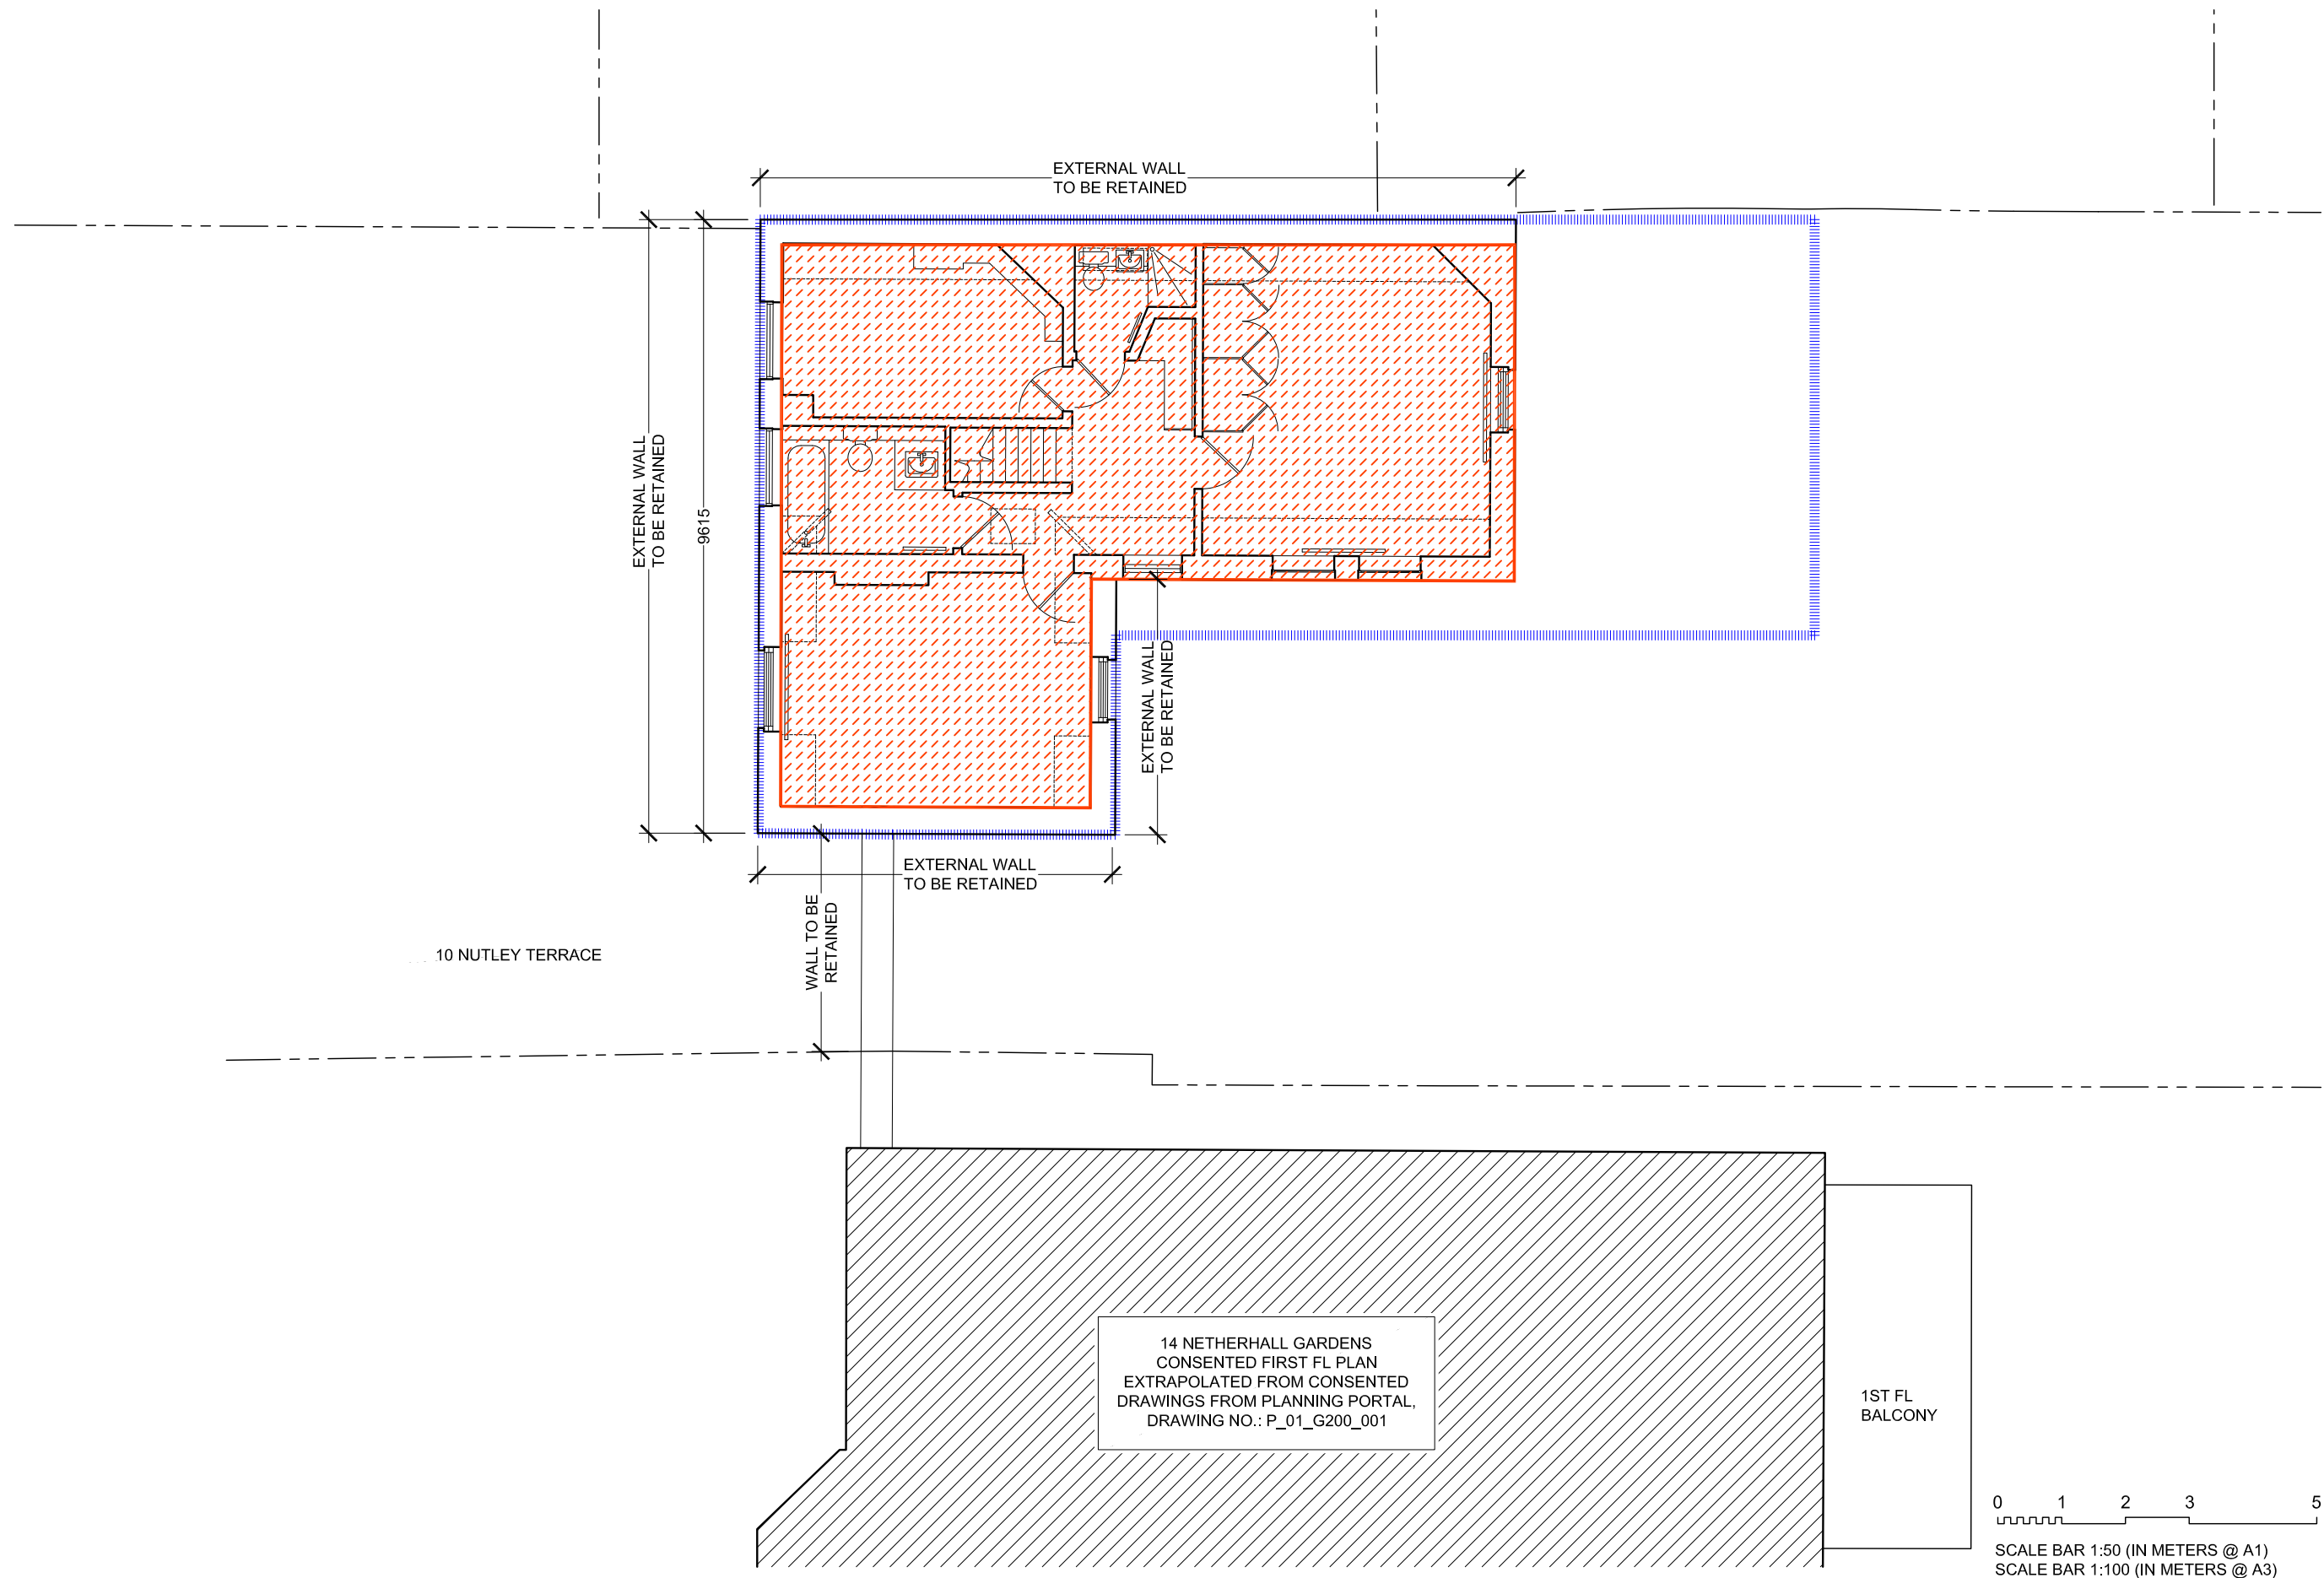 EXTERNAL WALL
TO BE RETAINED
EXTERNAL WALL
TO BE RETAINED
9615
EXTERNAL WALL
TO BE RETAINED
EXTERNAL WALL
TO BE RETAINED
WALL TO BE
RETAINED
10 NUTLEY TERRACE
14 NETHERHALL GARDENS
CONSENTED FIRST FL PLAN
EXTRAPOLATED FROM CONSENTED
DRAWINGS FROM PLANNING PORTAL,
DRAWING NO.: P_01_G200_001
1ST FL
BALCONY
0 1 2 3 5
SCALE BAR 1:50 (IN METERS @ A1)
SCALE BAR 1:100 (IN METERS @ A3)